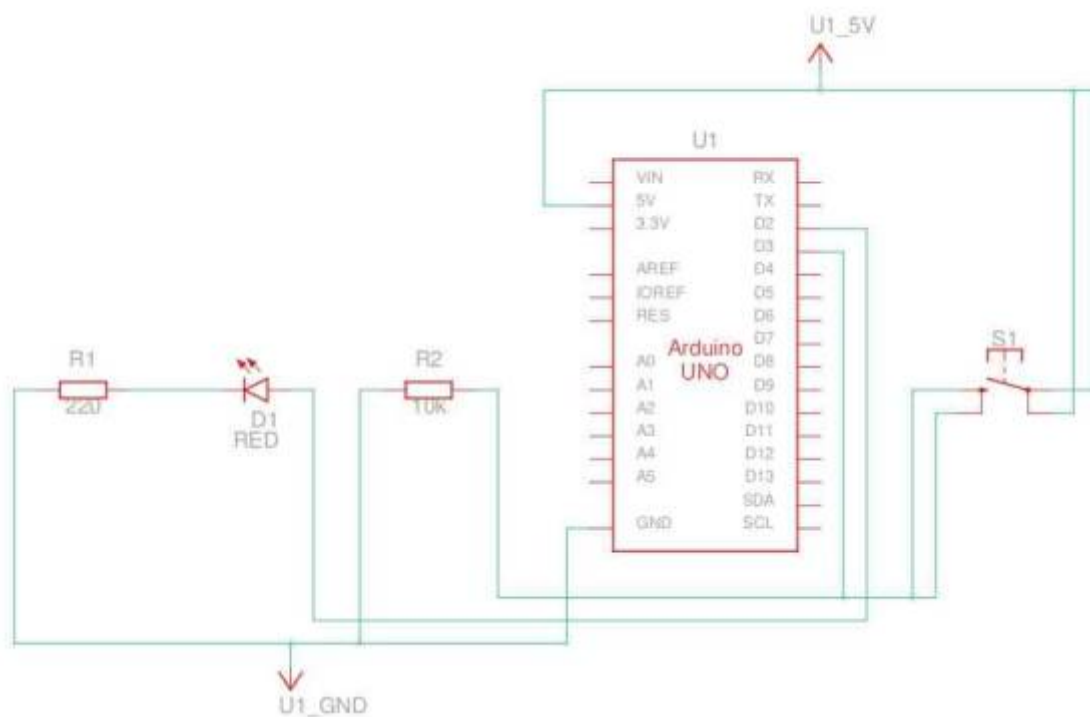 U1_5V
U1
VIN RX
5V TX
3.3V D2
D3
AREF D4
IOREF D5
RES D6
D7
Arduino
UNO
A0 D8
A1 D9
A2 D10
A3 D11
A4 D12
A5 D13
SDA
GND SCL
S1
R1
220
D1
RED
R2
10k
U1_GND